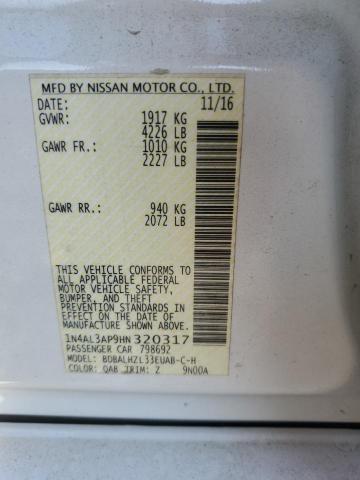 MFD BY NISSAN MOTOR CO., LTD.
DATE: 11/16
GVWR: 1917 KG
4226 LB
GAWR FR.: 1010 KG
2227 LB
GAWR RR.: 940 KG
2072 LB
THIS VEHICLE CONFORMS TO
ALL APPLICABLE FEDERAL
MOTOR VEHICLE SAFETY,
BUMPER, AND THEFT
PREVENTION STANDARDS
IN EFFECT ON THE DATE OF
MANUFACTURE SHOWN ABOVE.
1N4AL3AP9HN320317
PASSENGER CAR 798692
MODEL: BDBALHZL33EUAB-C-H
COLOR: QAB TRIM: Z 9N00A